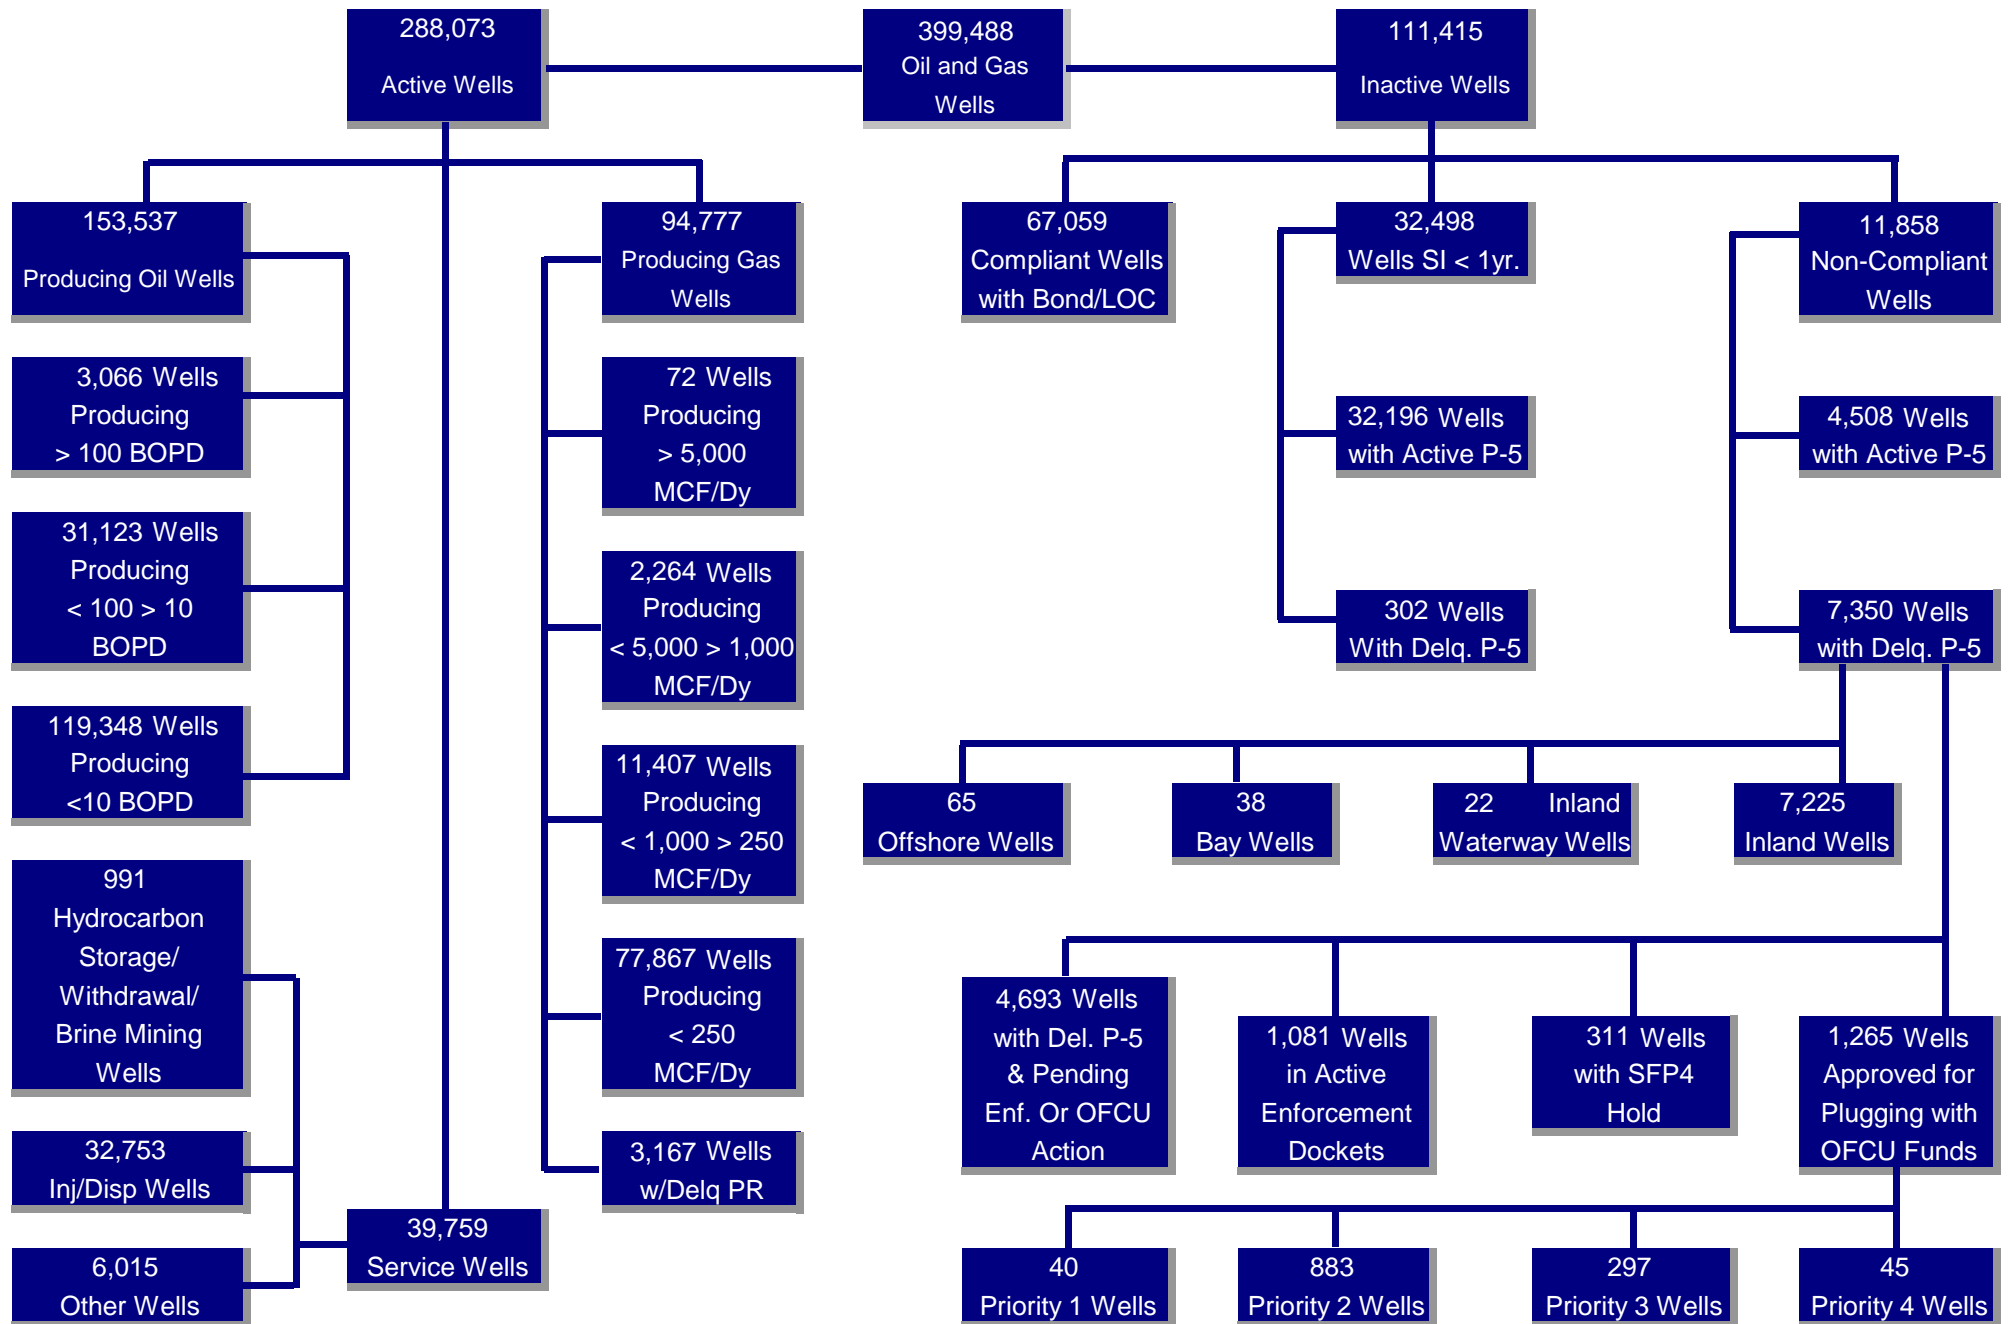 288,073
Active Wells
399,488
Oil and Gas
Wells
111,415
Inactive Wells
153,537
Producing Oil Wells
94,777
Producing Gas
Wells
67,059
Compliant Wells
with Bond/LOC
32,498
Wells SI < 1yr.
11,858
Non-Compliant
Wells
3,066 Wells
Producing
> 100 BOPD
72 Wells
Producing
> 5,000
MCF/Dy
32,196 Wells
with Active P-5
4,508 Wells
with Active P-5
31,123 Wells
Producing
< 100 > 10
BOPD
2,264 Wells
Producing
< 5,000 > 1,000
MCF/Dy
302 Wells
With Delq. P-5
7,350 Wells
with Delq. P-5
119,348 Wells
Producing
<10 BOPD
11,407 Wells
Producing
< 1,000 > 250
MCF/Dy
65
Offshore Wells
38
Bay Wells
22 Inland
Waterway Wells
7,225
Inland Wells
991
Hydrocarbon
Storage/
Withdrawal/
Brine Mining
Wells
77,867 Wells
Producing
< 250
MCF/Dy
4,693 Wells
with Del. P-5
& Pending
Enf. Or OFCU
Action
1,081 Wells
in Active
Enforcement
Dockets
311 Wells
with SFP4
Hold
1,265 Wells
Approved for
Plugging with
OFCU Funds
32,753
Inj/Disp Wells
3,167 Wells
w/Delq PR
39,759
Service Wells
6,015
Other Wells
40
Priority 1 Wells
883
Priority 2 Wells
297
Priority 3 Wells
45
Priority 4 Wells